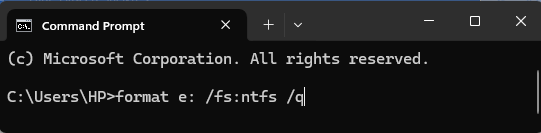 Command Prompt
(c) Microsoft Corporation. All rights reserved.
C:\Users\HP>format e: /fs:ntfs /q